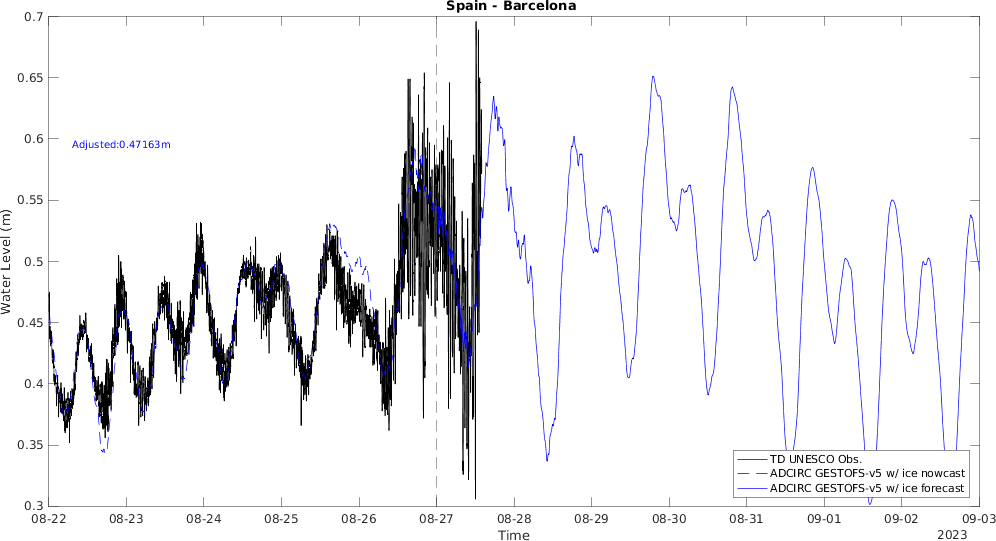 Spain - Barcelona
0.7
0.65
0.6
0.55
0.5
0.45
0.4
0.35
0.3
Water Level (m)
Adjusted:0.47163m
TD UNESCO Obs.
ADCIRC GESTOFS-v5 w/ ice nowcast
ADCIRC GESTOFS-v5 w/ ice forecast
08-22 08-23 08-24 08-25 08-26 08-27 08-28 08-29 08-30 08-31 09-01 09-02 09-03
Time
2023